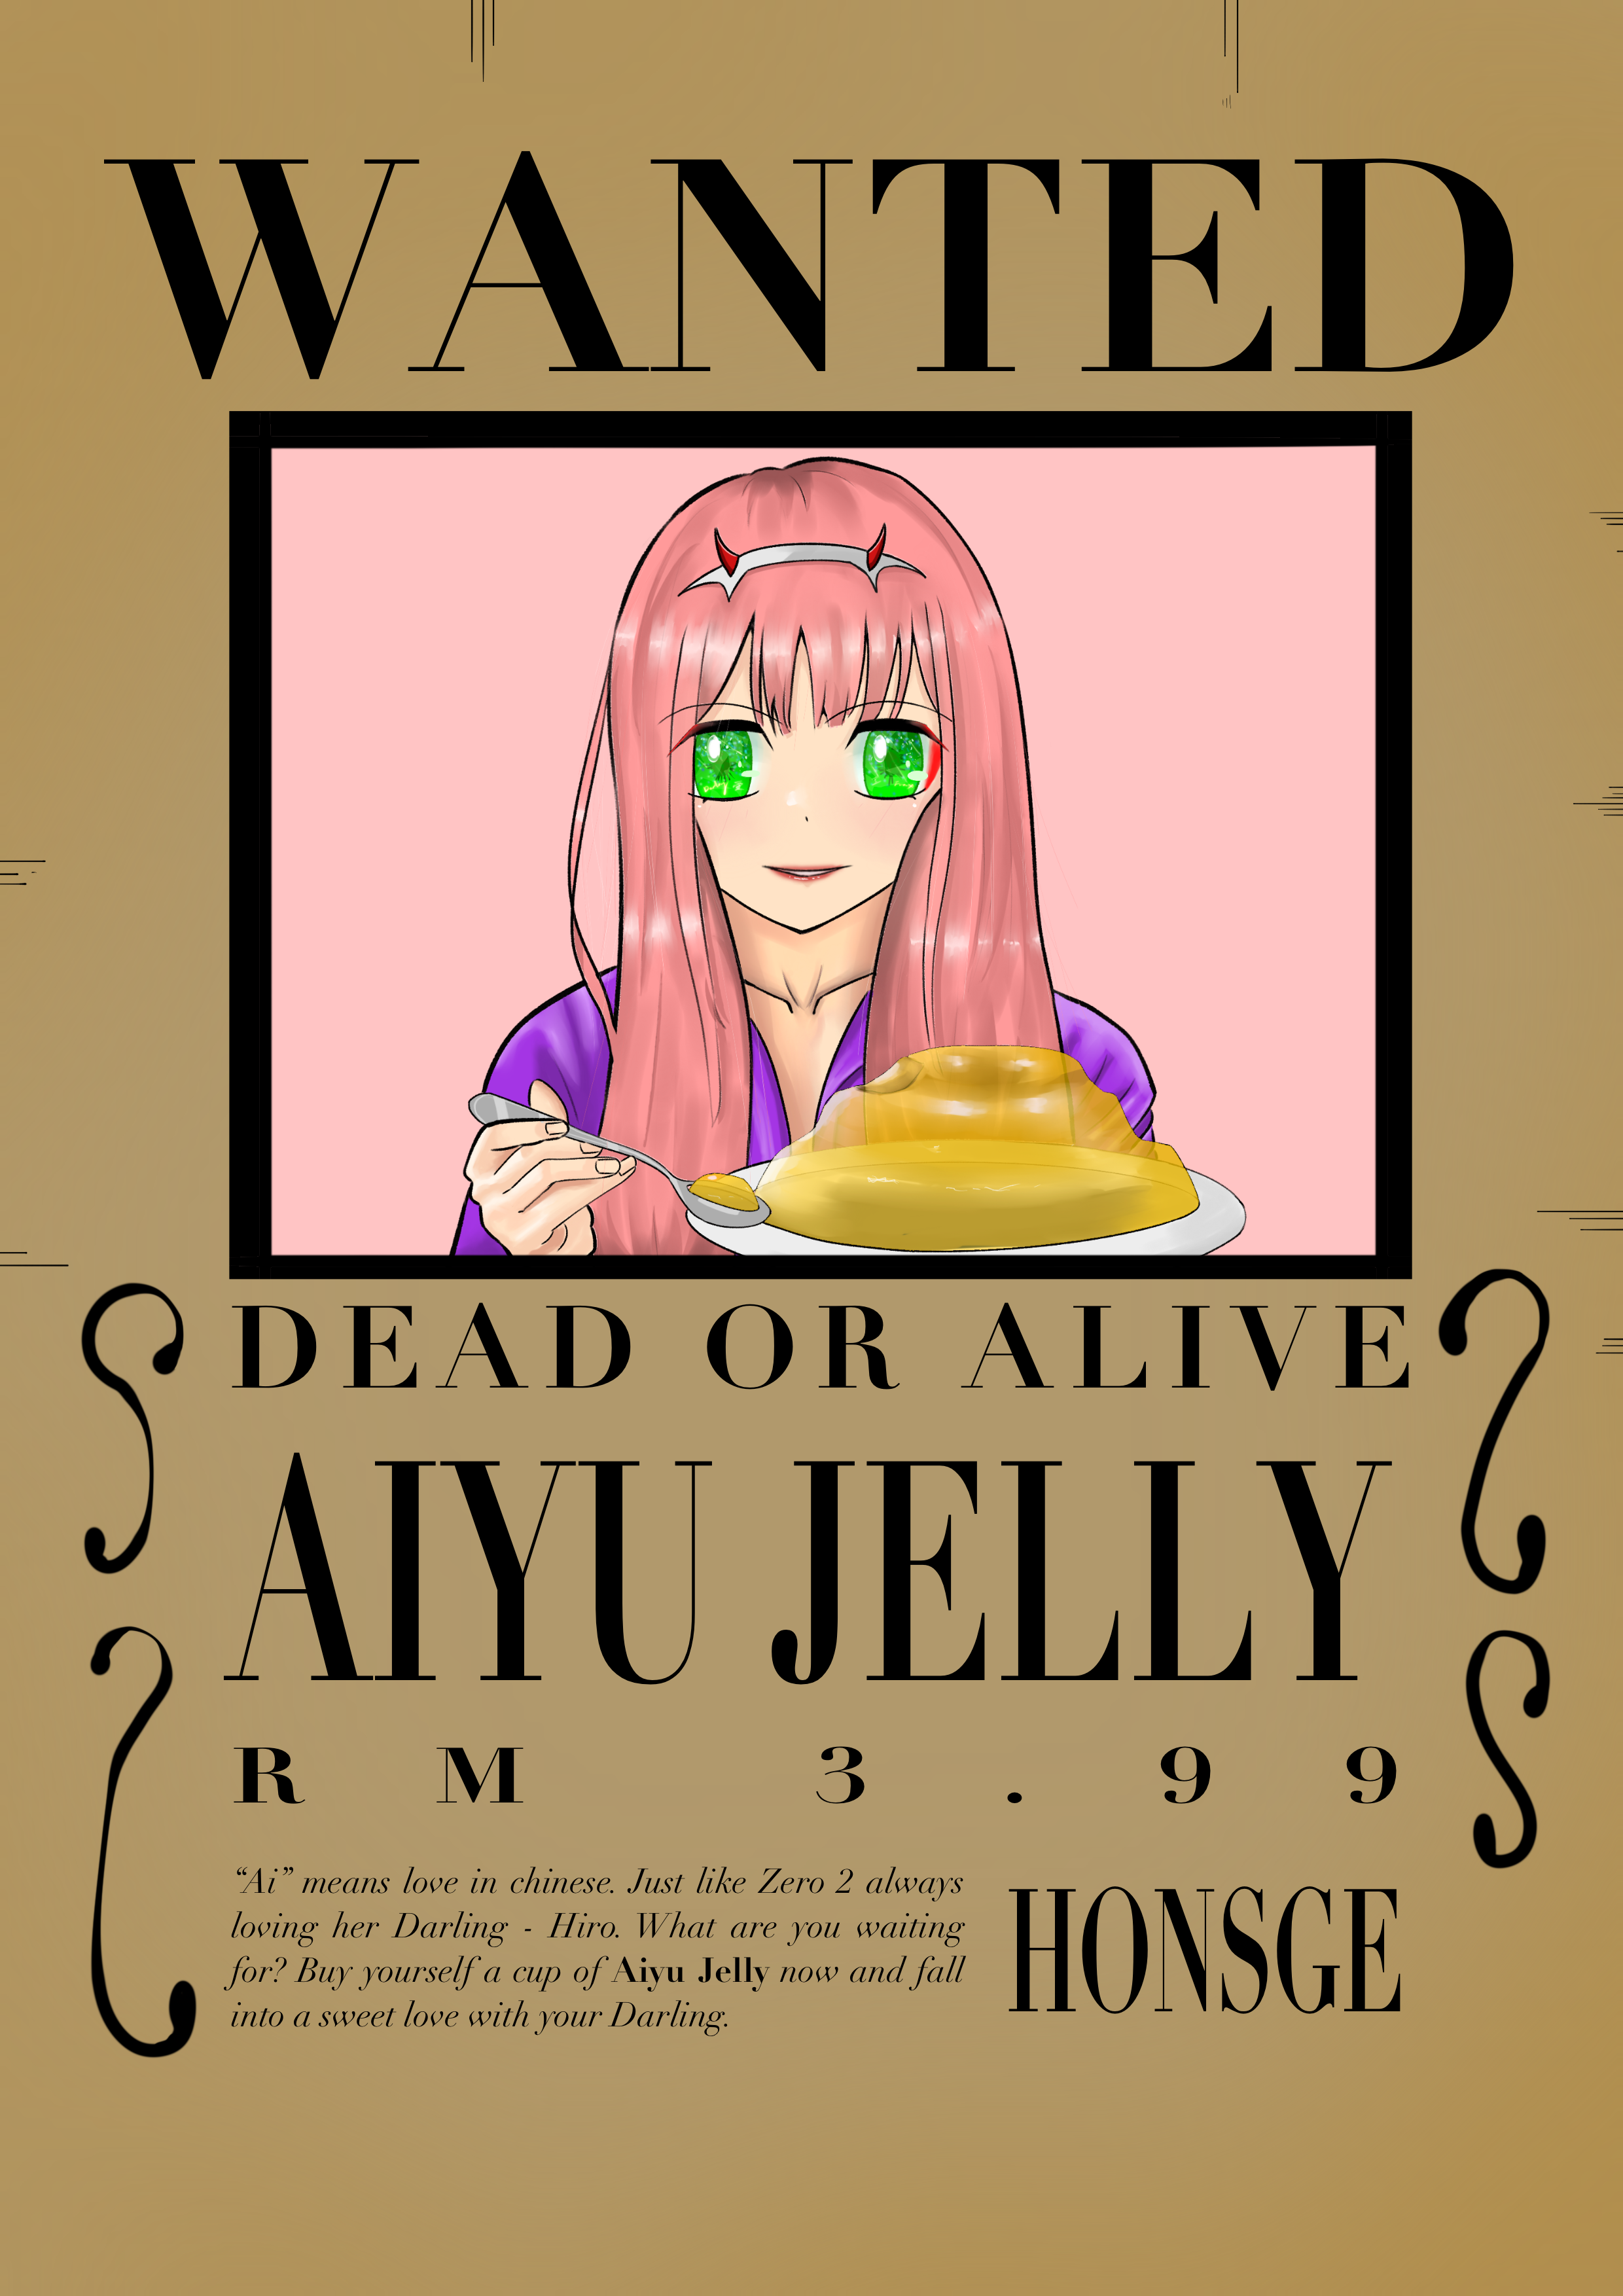 WANTED
DEAD OR ALIVE
AIYU JELLY
RM 3.99
“Ai” means love in chinese. Just like Zero 2 always
loving her Darling - Hiro. What are you waiting
for? Buy yourself a cup of Aiyu Jelly now and fall
into a sweet love with your Darling.
HONSGE